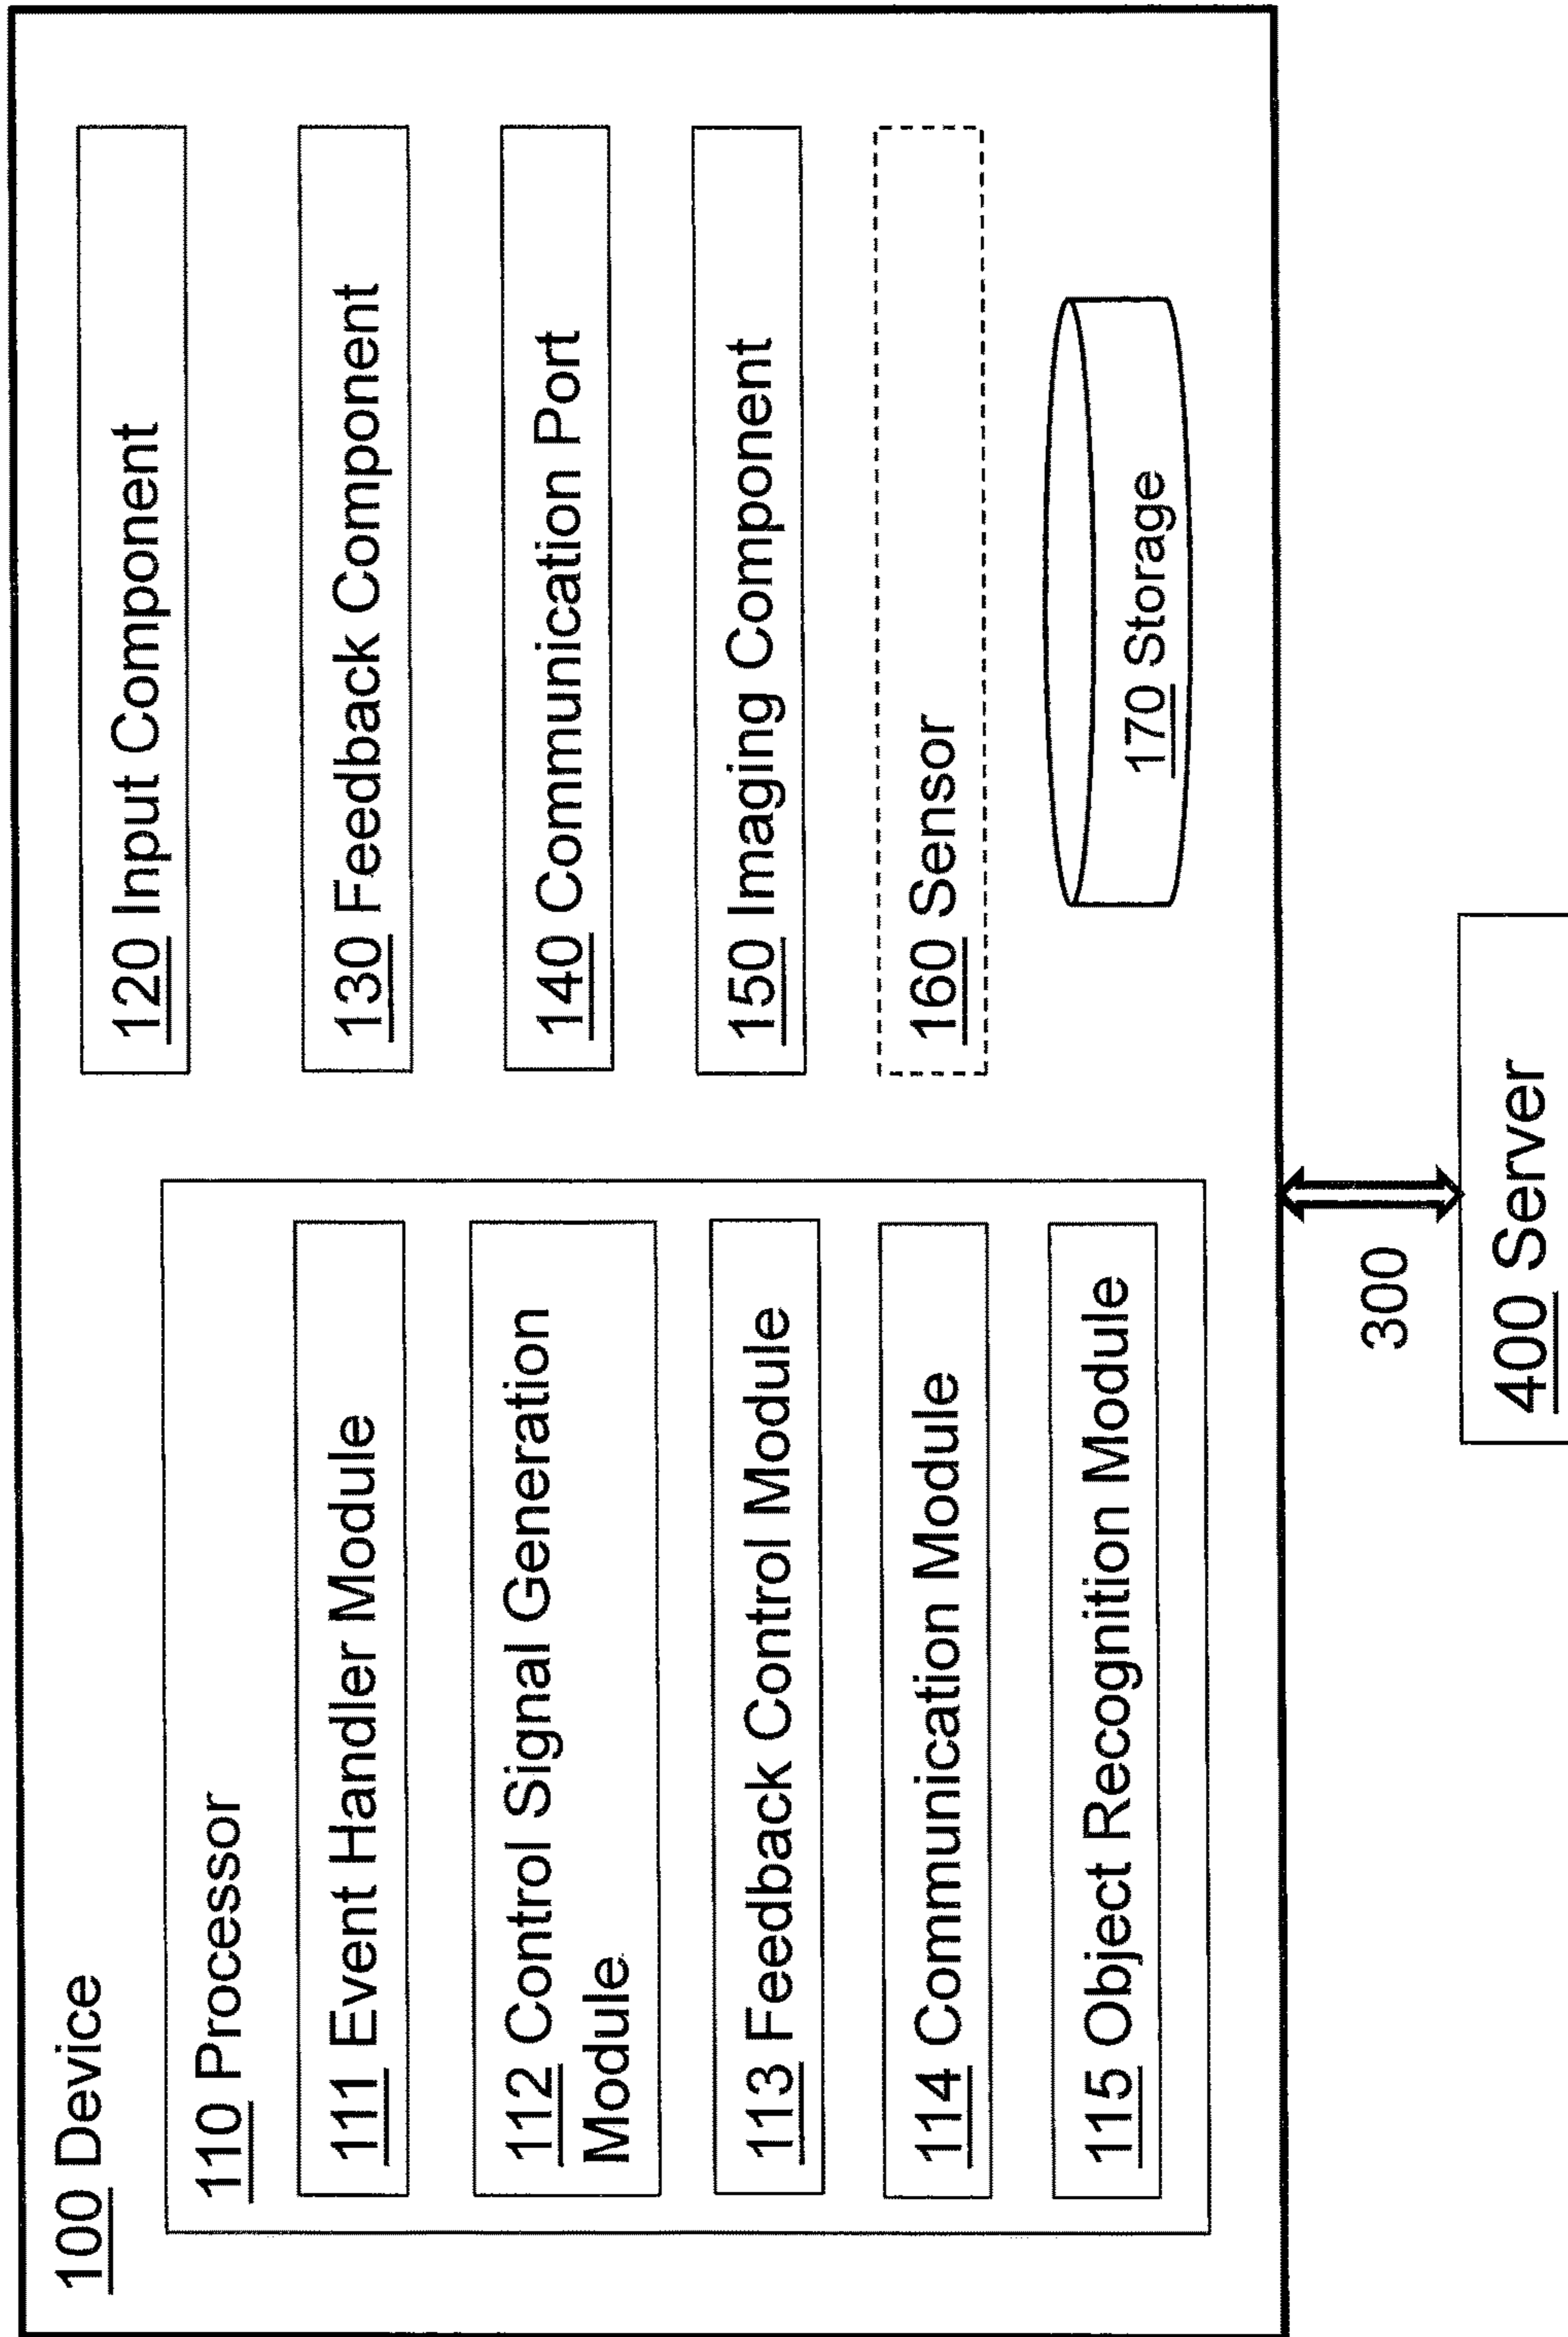 100 Device
110 Processor
111 Event Handler Module
112 Control Signal Generation
Module
113 Feedback Control Module
114 Communication Module
115 Object Recognition Module
120 Input Component
130 Feedback Component
140 Communication Port
150 Imaging Component
160 Sensor
170 Storage
300
400 Server